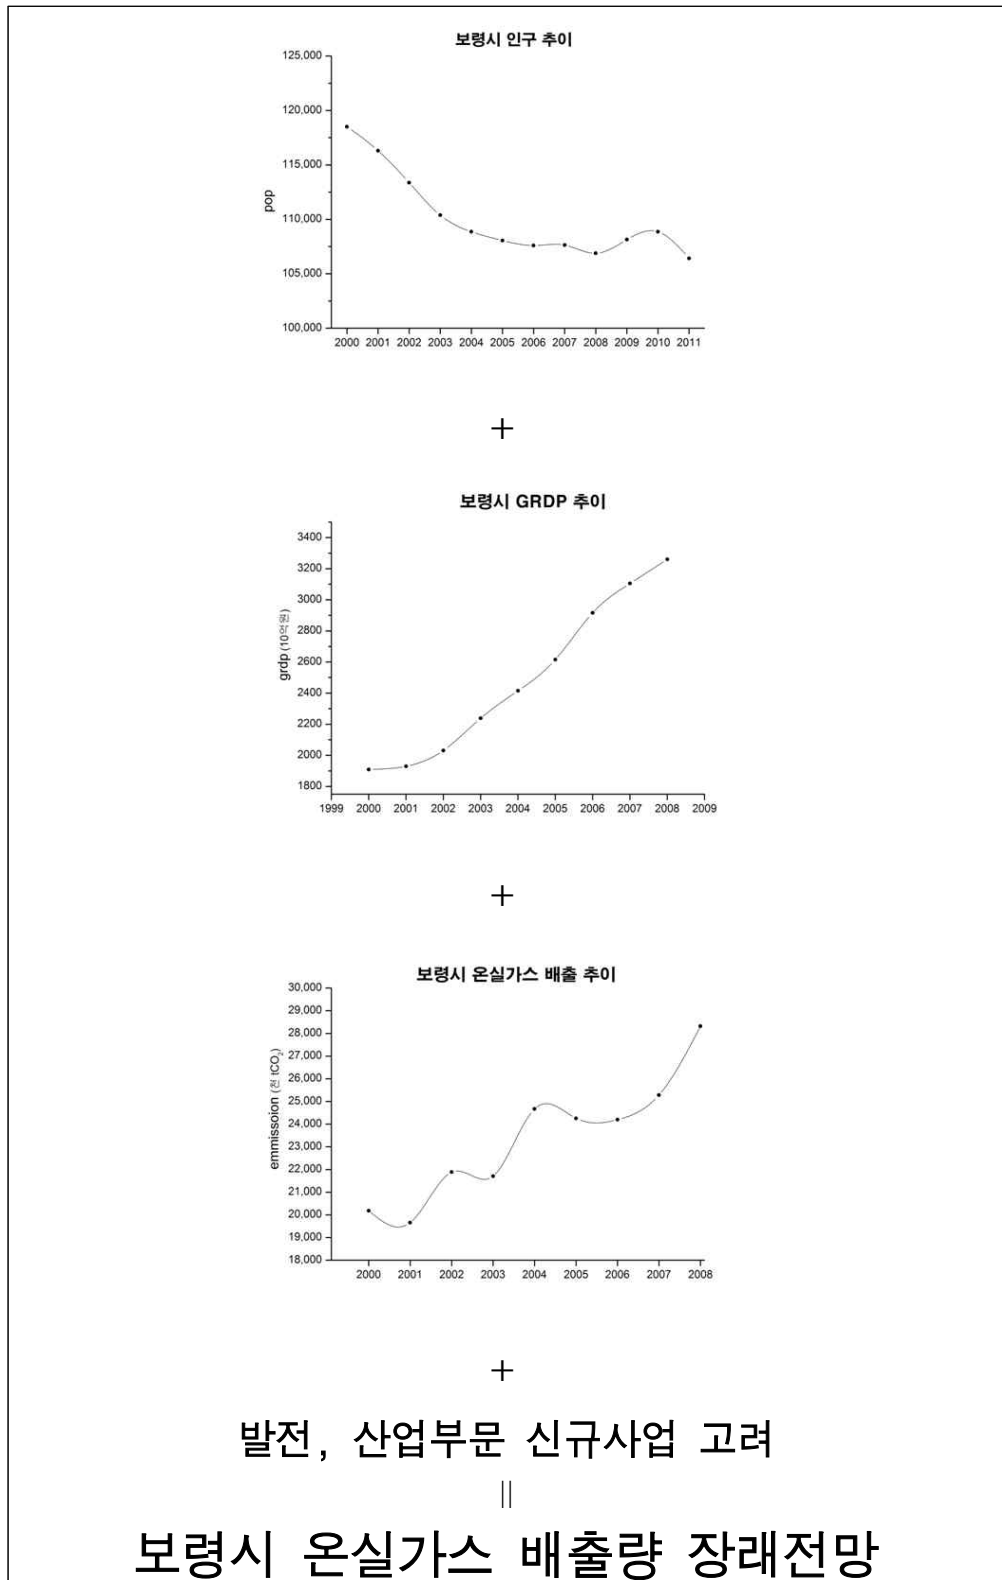 보령시 인구 추이
125,000
120,000
115,000
110,000
105,000
100,000
pop
2000 2001 2002 2003 2004 2005 2006 2007 2008 2009 2010 2011
+
보령시 GRDP 추이
3400
3200
3000
2800
2600
2400
2200
2000
1800
grdp (10억원)
1999 2000 2001 2002 2003 2004 2005 2006 2007 2008 2009
+
보령시 온실가스 배출 추이
30,000
29,000
28,000
27,000
26,000
25,000
24,000
23,000
22,000
21,000
20,000
19,000
18,000
emmissoion (천 tCO₂)
2000 2001 2002 2003 2004 2005 2006 2007 2008
+
발전, 산업부문 신규사업 고려
||
보령시 온실가스 배출량 장래전망